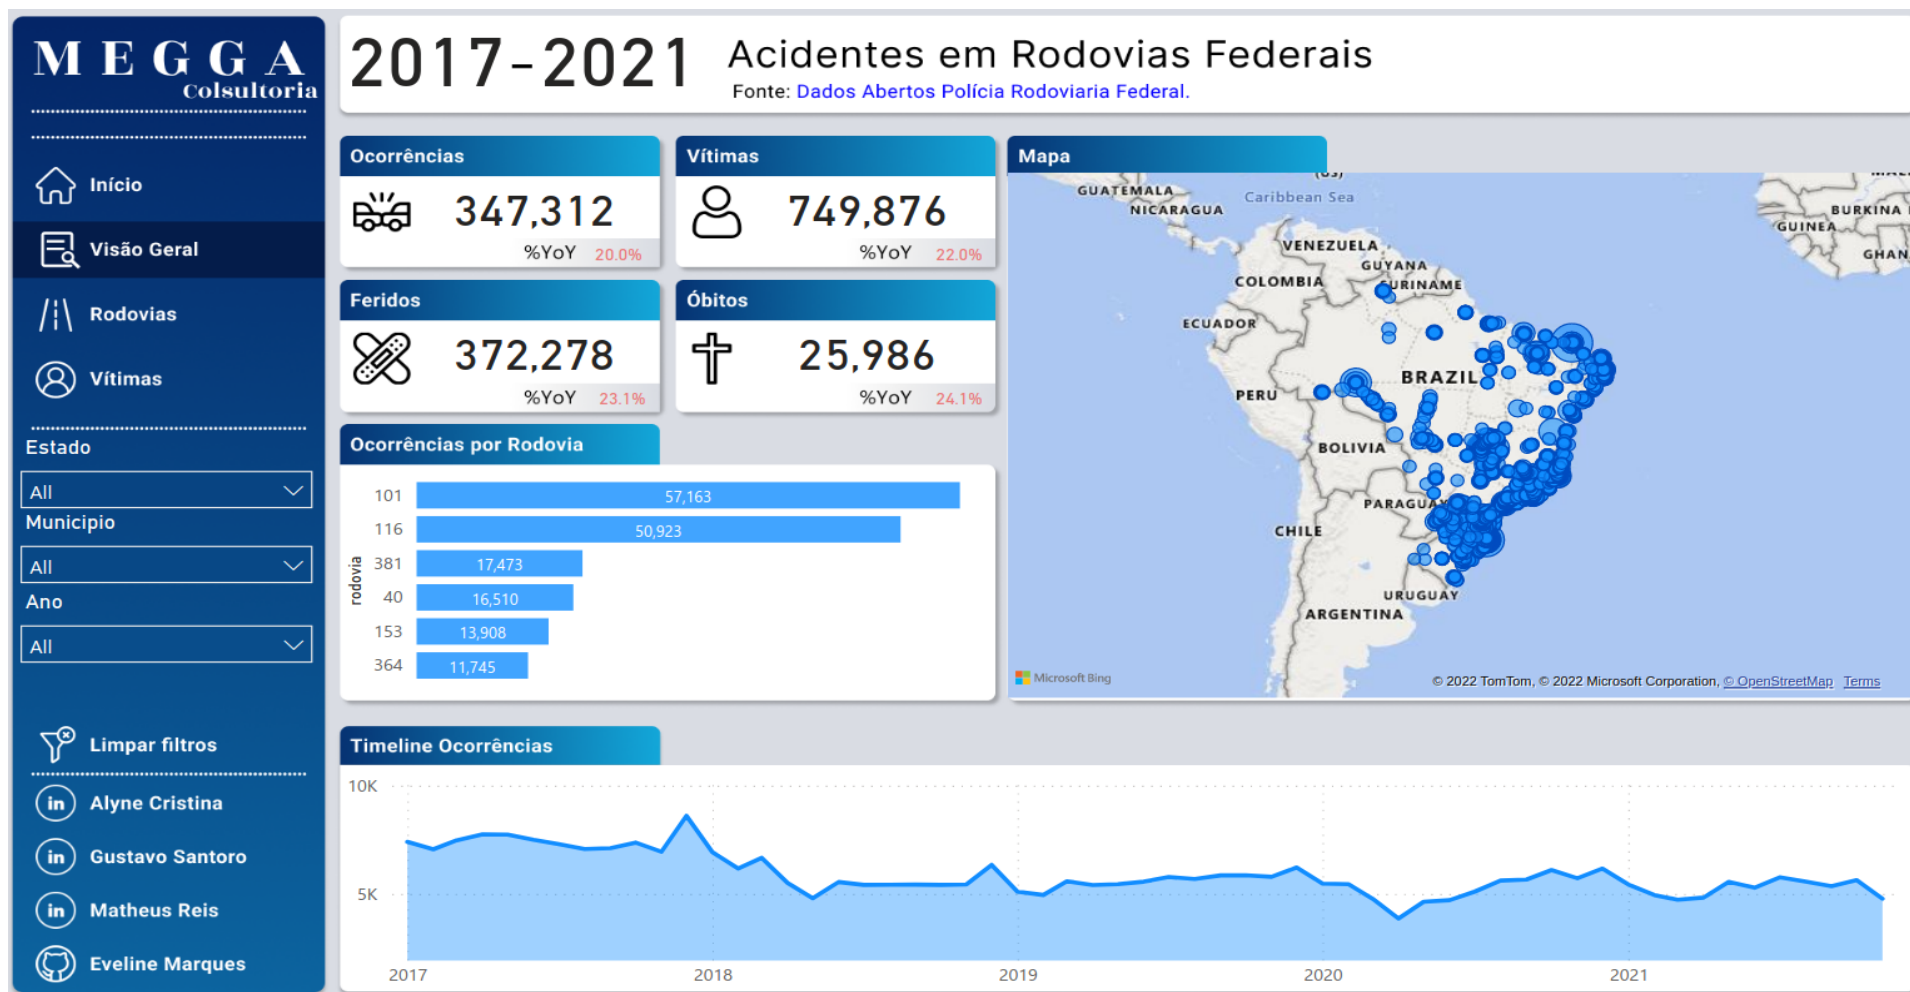 MEGGA
Colsultoria
Início
Visão Geral
Rodovias
Vítimas
Estado
All
Municipio
All
Ano
All
Limpar filtros
in Alyne Cristina
in Gustavo Santoro
in Matheus Reis
Eveline Marques
2017-2021
Acidentes em Rodovias Federais
Fonte: Dados Abertos Polícia Rodoviaria Federal.
Ocorrências
347,312
%YoY 20.0%
Vítimas
749,876
%YoY 22.0%
Feridos
372,278
%YoY 23.1%
Óbitos
25,986
%YoY 24.1%
Ocorrências por Rodovia
rodovia
101 57,163
116 50,923
381 17,473
40 16,510
153 13,908
364 11,745
Mapa
GUATEMALA
Caribbean Sea
NICARAGUA
BURKINA
GUINEA
GHAN
VENEZUELA
GUYANA
COLOMBIA
SURINAME
ECUADOR
BRAZIL
PERU
BOLIVIA
PARAGUAY
CHILE
URUGUAY
ARGENTINA
Microsoft Bing
© 2022 TomTom, © 2022 Microsoft Corporation, © OpenStreetMap Terms
Timeline Ocorrências
10K
5K
2017 2018 2019 2020 2021